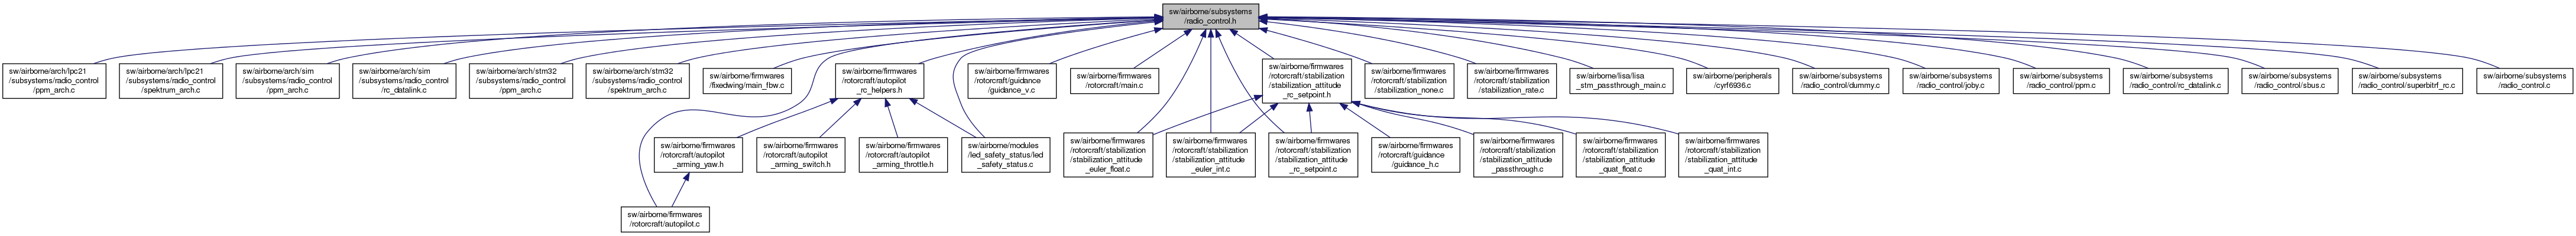 sw/airborne/subsystems
/radio_control.h
sw/airborne/arch/lpc21
/subsystems/radio_control
/ppm_arch.c
sw/airborne/arch/lpc21
/subsystems/radio_control
/spektrum_arch.c
sw/airborne/arch/sim
/subsystems/radio_control
/ppm_arch.c
sw/airborne/arch/sim
/subsystems/radio_control
/rc_datalink.c
sw/airborne/arch/stm32
/subsystems/radio_control
/ppm_arch.c
sw/airborne/arch/stm32
/subsystems/radio_control
/spektrum_arch.c
sw/airborne/firmwares
/fixedwing/main_fbw.c
sw/airborne/firmwares
/rotorcraft/autopilot
_rc_helpers.h
sw/airborne/firmwares
/rotorcraft/guidance
/guidance_v.c
sw/airborne/firmwares
/rotorcraft/main.c
sw/airborne/firmwares
/rotorcraft/stabilization
/stabilization_attitude
_rc_setpoint.h
sw/airborne/firmwares
/rotorcraft/stabilization
/stabilization_none.c
sw/airborne/firmwares
/rotorcraft/stabilization
/stabilization_rate.c
sw/airborne/lisa/lisa
_stm_passthrough_main.c
sw/airborne/peripherals
/cyrf6936.c
sw/airborne/subsystems
/radio_control/dummy.c
sw/airborne/subsystems
/radio_control/joby.c
sw/airborne/subsystems
/radio_control/ppm.c
sw/airborne/subsystems
/radio_control/rc_datalink.c
sw/airborne/subsystems
/radio_control/sbus.c
sw/airborne/subsystems
/radio_control/superbitrf_rc.c
sw/airborne/subsystems
/radio_control.c
sw/airborne/firmwares
/rotorcraft/autopilot
_arming_yaw.h
sw/airborne/firmwares
/rotorcraft/autopilot
_arming_switch.h
sw/airborne/firmwares
/rotorcraft/autopilot
_arming_throttle.h
sw/airborne/modules
/led_safety_status/led
_safety_status.c
sw/airborne/firmwares
/rotorcraft/stabilization
/stabilization_attitude
_euler_float.c
sw/airborne/firmwares
/rotorcraft/stabilization
/stabilization_attitude
_euler_int.c
sw/airborne/firmwares
/rotorcraft/stabilization
/stabilization_attitude
_rc_setpoint.c
sw/airborne/firmwares
/rotorcraft/guidance
/guidance_h.c
sw/airborne/firmwares
/rotorcraft/stabilization
/stabilization_attitude
_passthrough.c
sw/airborne/firmwares
/rotorcraft/stabilization
/stabilization_attitude
_quat_float.c
sw/airborne/firmwares
/rotorcraft/stabilization
/stabilization_attitude
_quat_int.c
sw/airborne/firmwares
/rotorcraft/autopilot.c